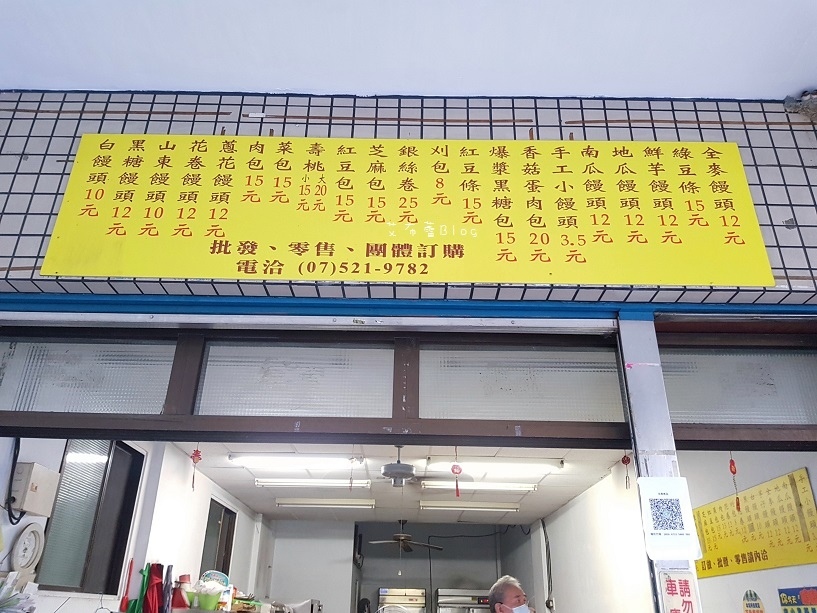 白饅頭10元
黑糖饅頭12元
山東饅頭10元
花卷饅頭12元
蔥花饅頭12元
肉包15元
菜包15元
壽桃 大20元 小15元
紅豆包15元
芝麻包15元
銀絲卷25元
刈包8元
紅豆條15元
爆漿黑糖包15元
香菇蛋肉包20元
手工小饅頭3.5元
南瓜饅頭12元
地瓜饅頭12元
鮮羊饅頭12元
綠豆條15元
全麥饅頭12元
批發、零售、團體訂購
電洽 (07)521-9782
Blog
請勿
車